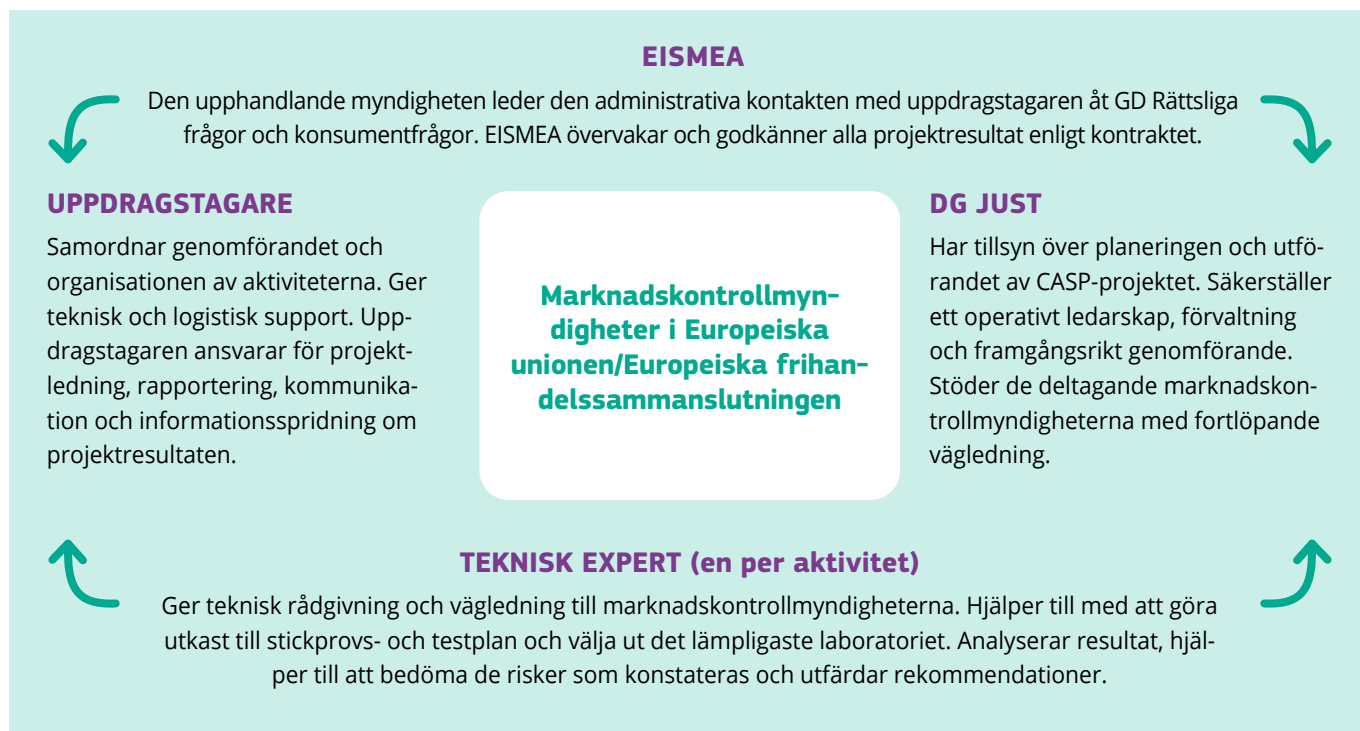 EISMEA
Den upphandlande myndigheten leder den administrativa kontakten med uppdragstagaren åt GD Rättsliga
frågor och konsumentfrågor. EISMEA övervakar och godkänner alla projektresultat enligt kontraktet.
UPPDRAGSTAGARE
Samordnar genomförandet och
organisationen av aktiviteterna. Ger
teknisk och logistisk support. Upp-
dragstagaren ansvarar för projekt-
ledning, rapportering, kommunika-
tion och informationsspridning om
projektresultaten.
Marknadskontrollmyn-
digheter i Europeiska
unionen/Europeiska frihan-
delssammanslutningen
DG JUST
Har tillsyn över planeringen och utfö-
randet av CASP-projektet. Säkerställer
ett operativt ledarskap, förvaltning
och framgångsrikt genomförande.
Stöder de deltagande marknadskon-
trollmyndigheterna med fortlöpande
vägledning.
TEKNISK EXPERT (en per aktivitet)
Ger teknisk rådgivning och vägledning till marknadskontrollmyndigheterna. Hjälper till med att göra
utkast till stickprovs- och testplan och välja ut det lämpligaste laboratoriet. Analyserar resultat, hjäl-
per till att bedöma de risker som konstateras och utfärdar rekommendationer.